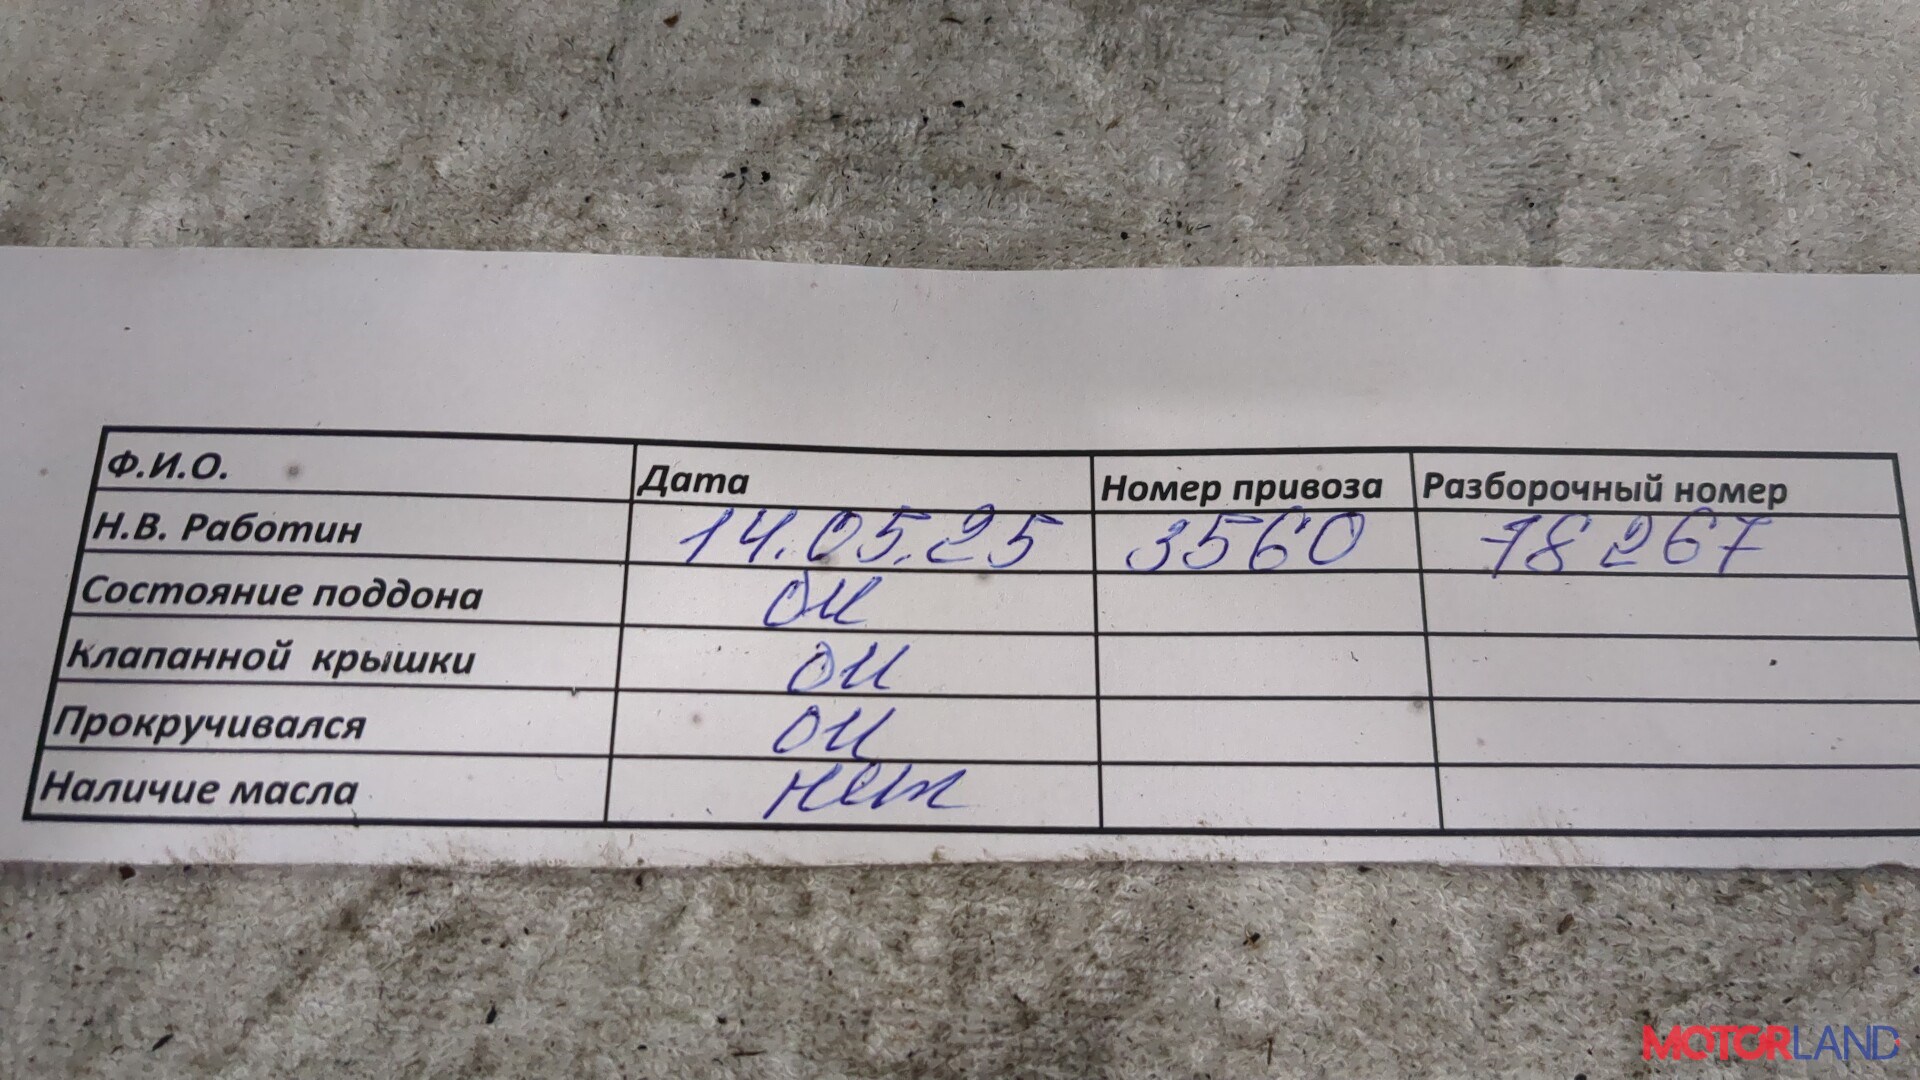 Ф.И.О. Дата Номер привоза Разборочный номер
Н.В. Работин 14.05.25 3560 78267
Состояние поддона ок
Клапанной крышки ок
Прокручивался ок
Наличие масла нет
MOTORLAND